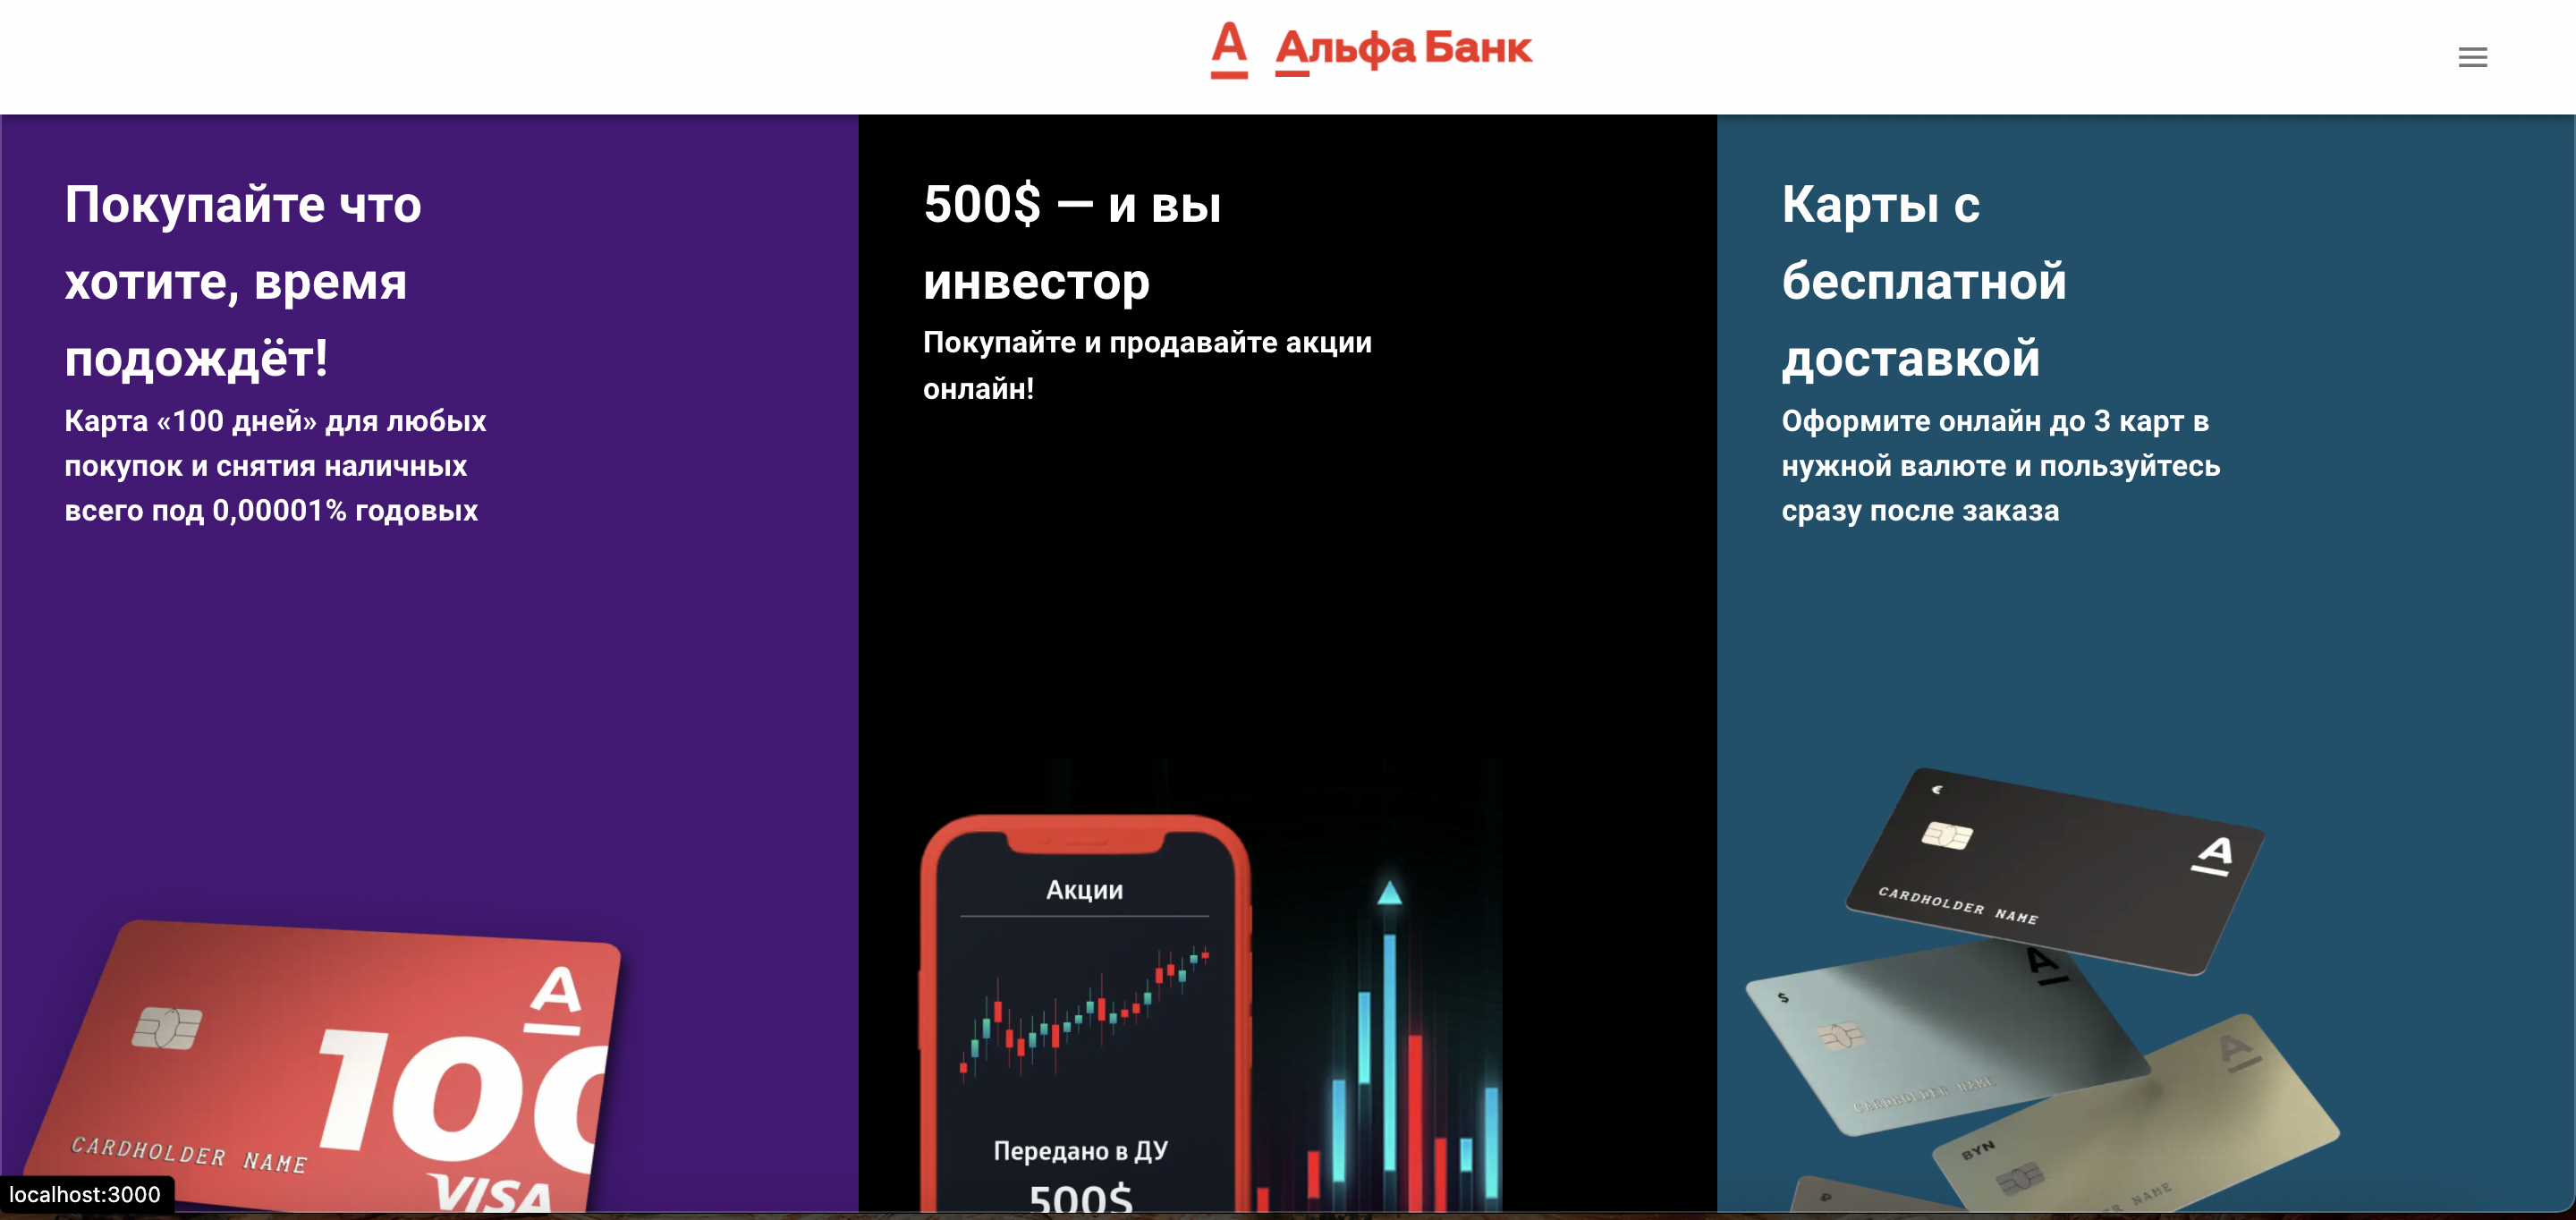 А Альфа Банк
Покупайте что
хотите, время
подождёт!
Карта «100 дней» для любых
покупок и снятия наличных
всего под 0,00001% годовых
500$ — и вы
инвестор
Покупайте и продавайте акции
онлайн!
Карты с
бесплатной
доставкой
Оформите онлайн до 3 карт в
нужной валюте и пользуйтесь
сразу после заказа
А
100
CARDHOLDER NAME
VISA
Акции
Передано в ДУ
500$
€
А
CARDHOLDER NAME
А
$
CARDHOLDER NAME
А
BYN
R NAME
localhost:3000